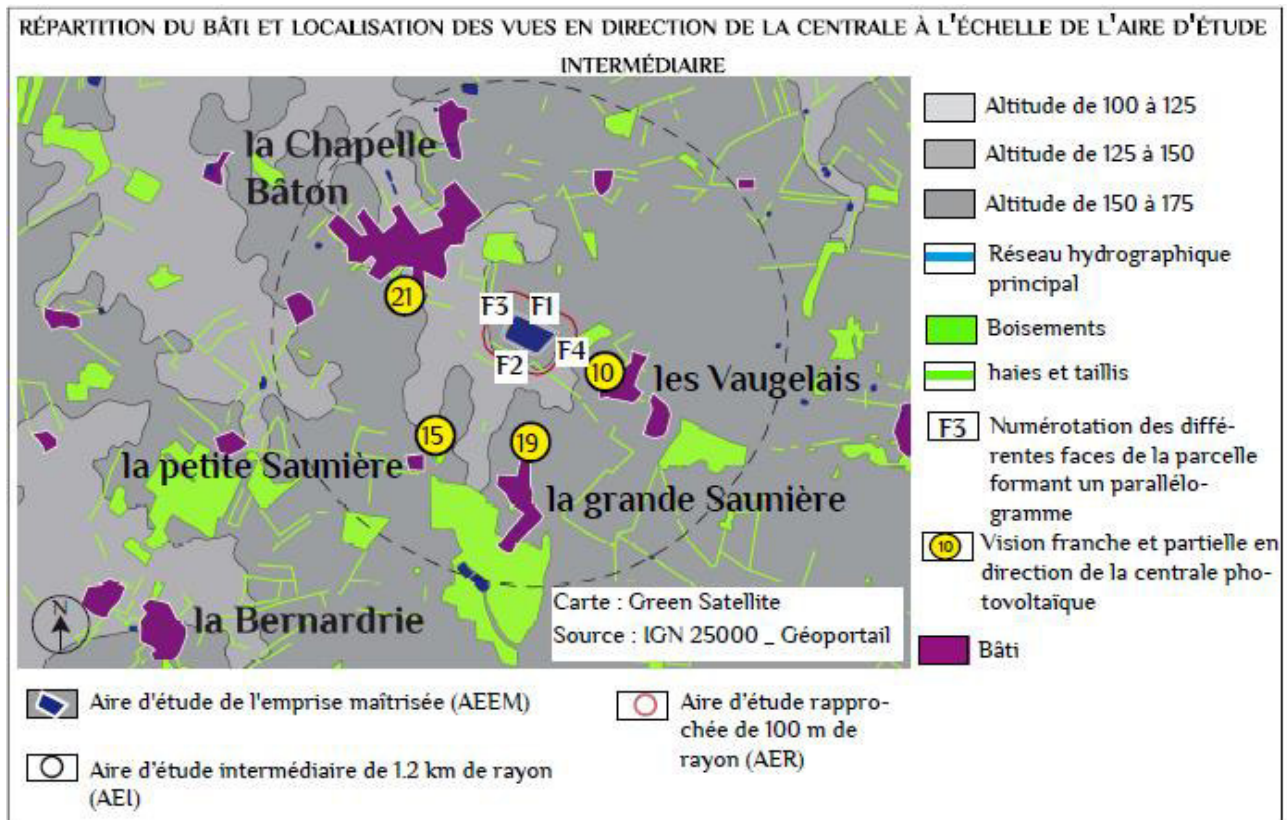 RÉPARTITION DU BÂTI ET LOCALISATION DES VUES EN DIRECTION DE LA CENTRALE À L'ÉCHELLE DE L'AIRE D'ÉTUDE
INTERMÉDIAIRE
la Chapelle
Bâton
21
F3
F1
F2
F4
10
les Vaugelais
15
19
la petite Saunière
la grande Saunière
la Bernardrie
N
Carte : Green Satellite
Source : IGN 25000 _ Géoportail
Altitude de 100 à 125
Altitude de 125 à 150
Altitude de 150 à 175
Réseau hydrographique
principal
Boisements
haies et taillis
F3
Numérotation des diffé-
rentes faces de la parcelle
formant un parallélo-
gramme
10
Vision franche et partielle en
direction de la centrale pho-
tovoltaïque
Bâti
Aire d'étude de l'emprise maîtrisée (AEEM)
Aire d'étude intermédiaire de 1.2 km de rayon
(AEI)
Aire d'étude rappro-
chée de 100 m de
rayon (AER)